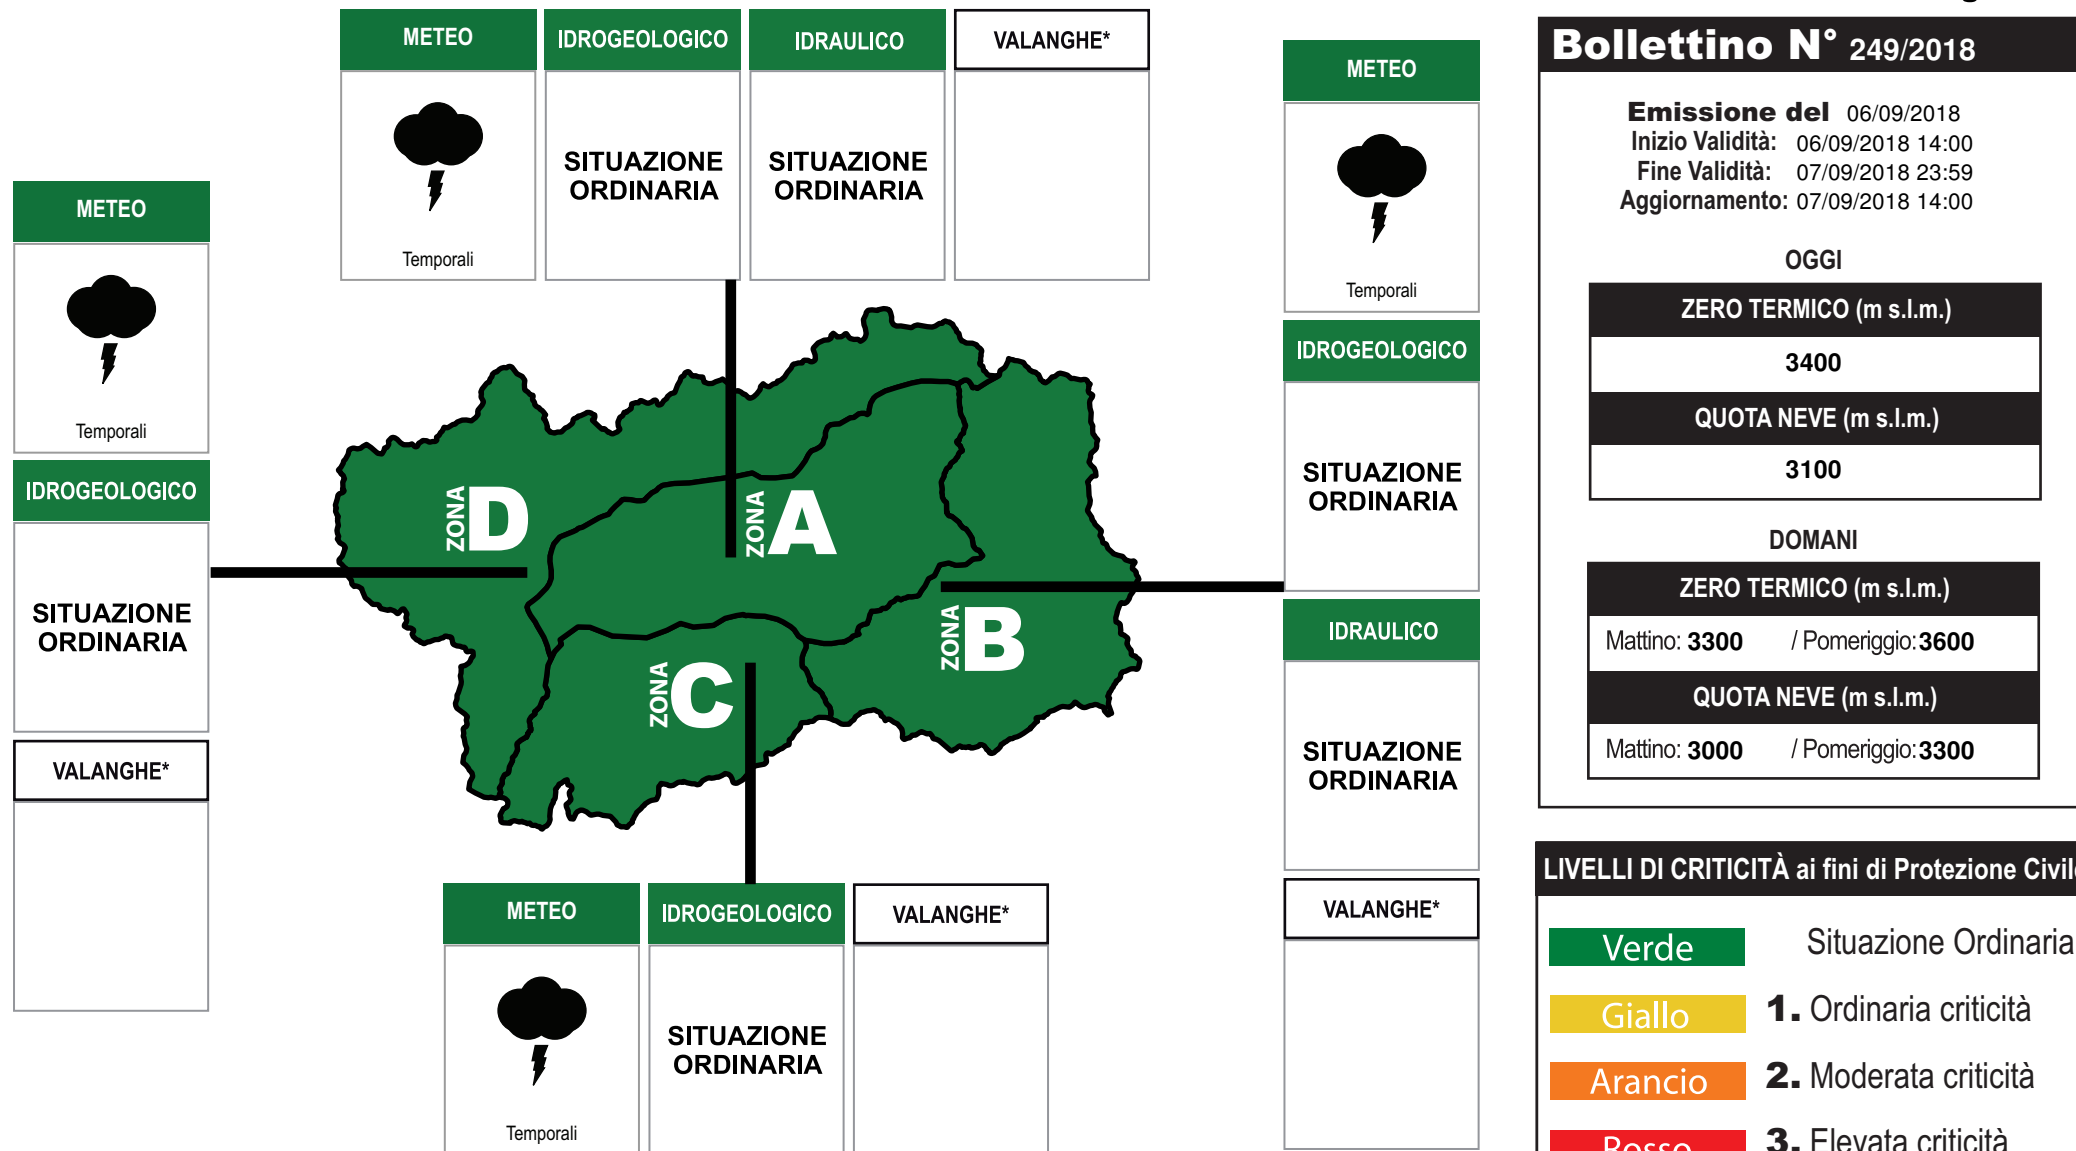 METEO IDROGEOLOGICO IDRAULICO VALANGHE*
SITUAZIONE ORDINARIA
SITUAZIONE ORDINARIA
Temporali
METEO
Temporali
IDROGEOLOGICO
SITUAZIONE
ORDINARIA
VALANGHE*
METEO
Temporali
IDROGEOLOGICO
SITUAZIONE
ORDINARIA
IDRAULICO
SITUAZIONE
ORDINARIA
VALANGHE*
ZONA D
ZONA A
ZONA B
ZONA C
METEO IDROGEOLOGICO VALANGHE*
SITUAZIONE
ORDINARIA
Temporali
Bollettino N° 249/2018
Emissione del 06/09/2018
Inizio Validità: 06/09/2018 14:00
Fine Validità: 07/09/2018 23:59
Aggiornamento: 07/09/2018 14:00
OGGI
ZERO TERMICO (m s.l.m.)
3400
QUOTA NEVE (m s.l.m.)
3100
DOMANI
ZERO TERMICO (m s.l.m.)
Mattino: 3300 / Pomeriggio: 3600
QUOTA NEVE (m s.l.m.)
Mattino: 3000 / Pomeriggio: 3300
LIVELLI DI CRITICITÀ ai fini di Protezione Civile
Verde Situazione Ordinaria
Giallo 1. Ordinaria criticità
Arancio 2. Moderata criticità
Rosso 3. Elevata criticità